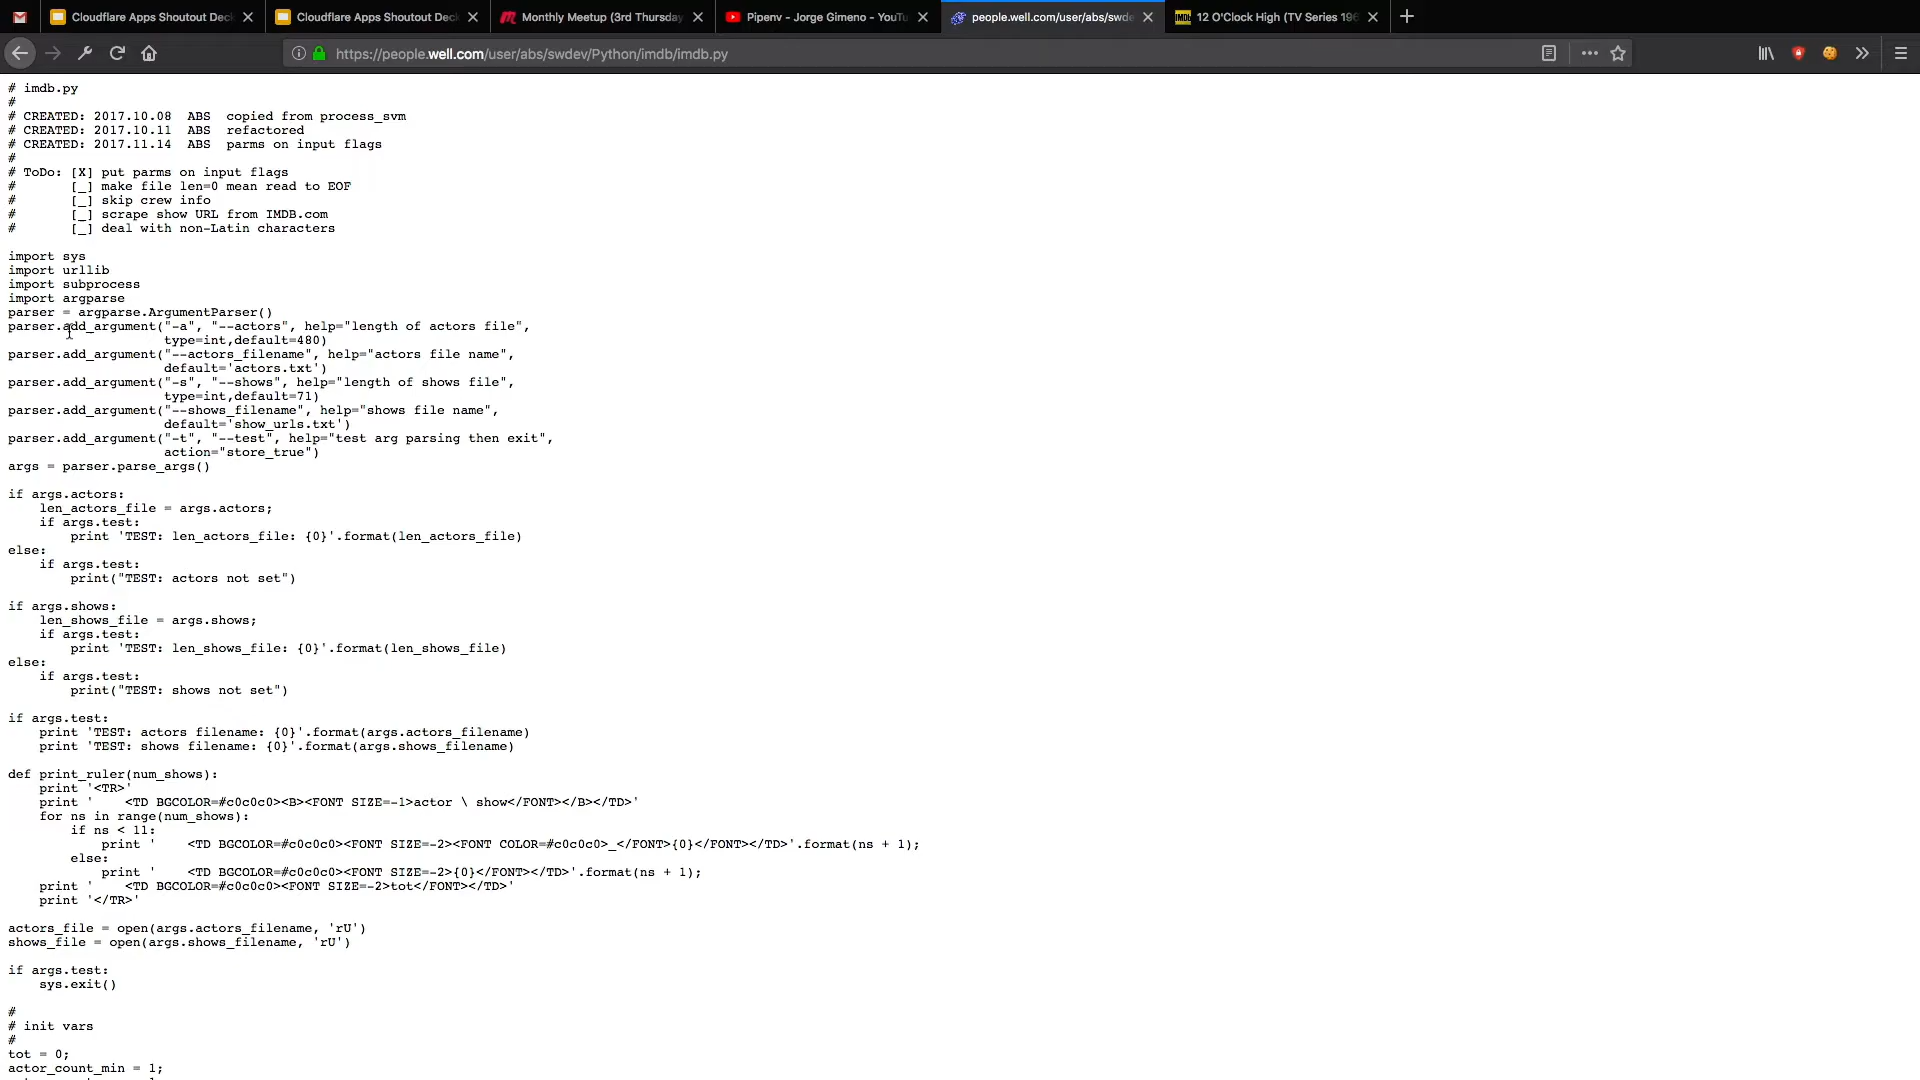 Cloudflare Apps Shoutout Dec
Cloudflare Apps Shoutout Dec
Monthly Meetup (3rd Thursday
Pipenv - Jorge Gimeno - YouTu
people.well.com/user/abs/swde
12 O'Clock High (TV Series 196
https://people.well.com/user/abs/swdev/Python/imdb/imdb.py
# imdb.py
#
# CREATED: 2017.10.08  ABS  copied from process_svm
# CREATED: 2017.10.11  ABS  refactored
# CREATED: 2017.11.14  ABS  parms on input flags
#
# ToDo: [X] put parms on input flags
#       [_] make file len=0 mean read to EOF
#       [_] skip crew info
#       [_] scrape show URL from IMDB.com
#       [_] deal with non-Latin characters
import sys
import urllib
import subprocess
import argparse
parser = argparse.ArgumentParser()
parser.add_argument("-a", "--actors", help="length of actors file",
                    type=int,default=480)
parser.add_argument("--actors_filename", help="actors file name",
                    default='actors.txt')
parser.add_argument("-s", "--shows", help="length of shows file",
                    type=int,default=71)
parser.add_argument("--shows_filename", help="shows file name",
                    default='show_urls.txt')
parser.add_argument("-t", "--test", help="test arg parsing then exit",
                    action="store_true")
args = parser.parse_args()
if args.actors:
    len_actors_file = args.actors;
    if args.test:
        print 'TEST: len_actors_file: {0}'.format(len_actors_file)
else:
    if args.test:
        print("TEST: actors not set")
if args.shows:
    len_shows_file = args.shows;
    if args.test:
        print 'TEST: len_shows_file: {0}'.format(len_shows_file)
else:
    if args.test:
        print("TEST: shows not set")
if args.test:
    print 'TEST: actors filename: {0}'.format(args.actors_filename)
    print 'TEST: shows filename: {0}'.format(args.shows_filename)
def print_ruler(num_shows):
    print '<TR>'
    print '    <TD BGCOLOR=#c0c0c0><B><FONT SIZE=-1>actor \ show</FONT></B></TD>'
    for ns in range(num_shows):
        if ns < 11:
            print '    <TD BGCOLOR=#c0c0c0><FONT SIZE=-2><FONT COLOR=#c0c0c0>_</FONT>{0}</FONT></TD>'.format(ns + 1);
        else:
            print '    <TD BGCOLOR=#c0c0c0><FONT SIZE=-2>{0}</FONT></TD>'.format(ns + 1);
    print '    <TD BGCOLOR=#c0c0c0><FONT SIZE=-2>tot</FONT></TD>'
    print '</TR>'
actors_file = open(args.actors_filename, 'rU')
shows_file = open(args.shows_filename, 'rU')
if args.test:
    sys.exit()
#
# init vars
#
tot = 0;
actor_count_min = 1;